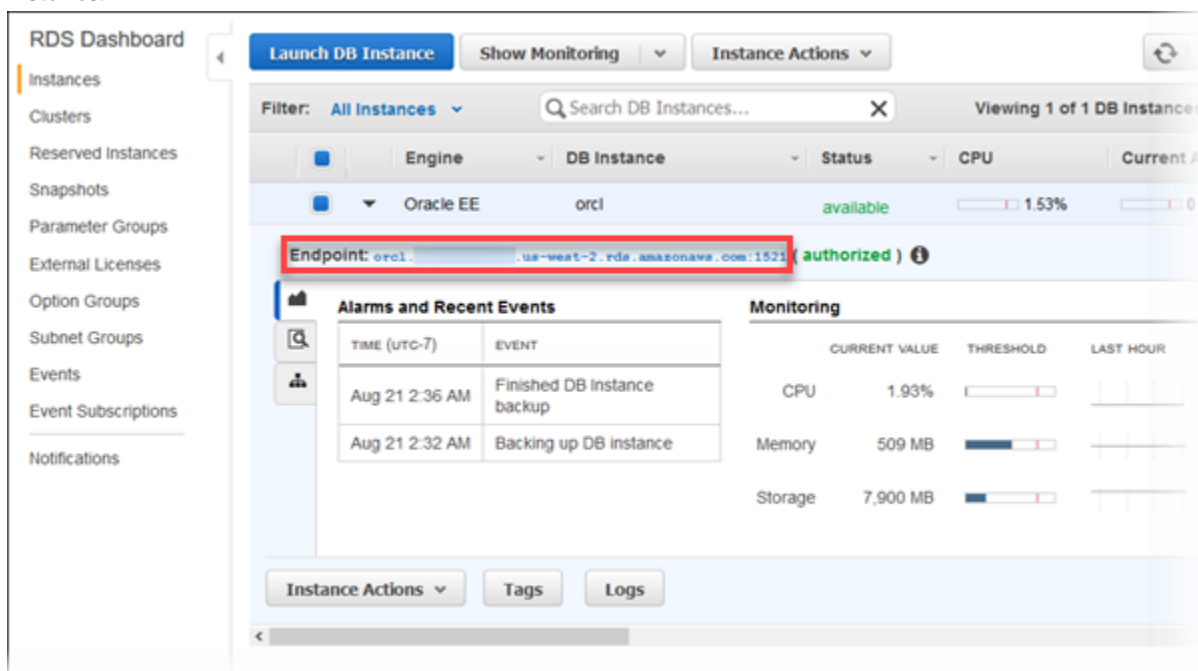 RDS Dashboard
Instances
Clusters
Reserved Instances
Snapshots
Parameter Groups
External Licenses
Option Groups
Subnet Groups
Events
Event Subscriptions
Notifications
Launch DB Instance Show Monitoring Instance Actions
Filter: All Instances Search DB Instances... Viewing 1 of 1 DB Instances
Engine DB Instance Status CPU Current
Oracle EE orcl available 1.53% 0
Endpoint: orcl. .us-west-2.rds.amazonaws.com:1521 ( authorized )
Alarms and Recent Events Monitoring
TIME (UTC-7) EVENT CURRENT VALUE THRESHOLD LAST HOUR
Aug 21 2:36 AM Finished DB Instance backup CPU 1.93%
Aug 21 2:32 AM Backing up DB instance Memory 509 MB
Storage 7,900 MB
Instance Actions Tags Logs